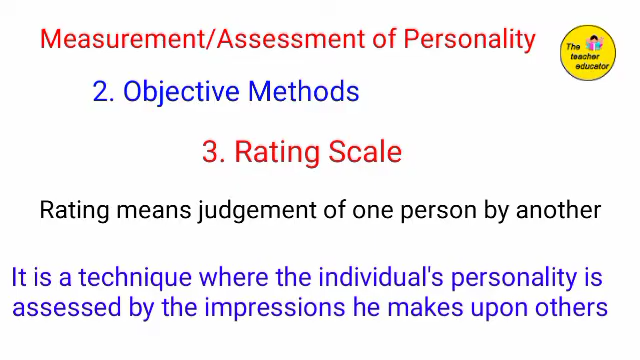 Measurement/Assessment of Personality
The
teacher
educator
2. Objective Methods
3. Rating Scale
Rating means judgement of one person by another
It is a technique where the individual's personality is
assessed by the impressions he makes upon others